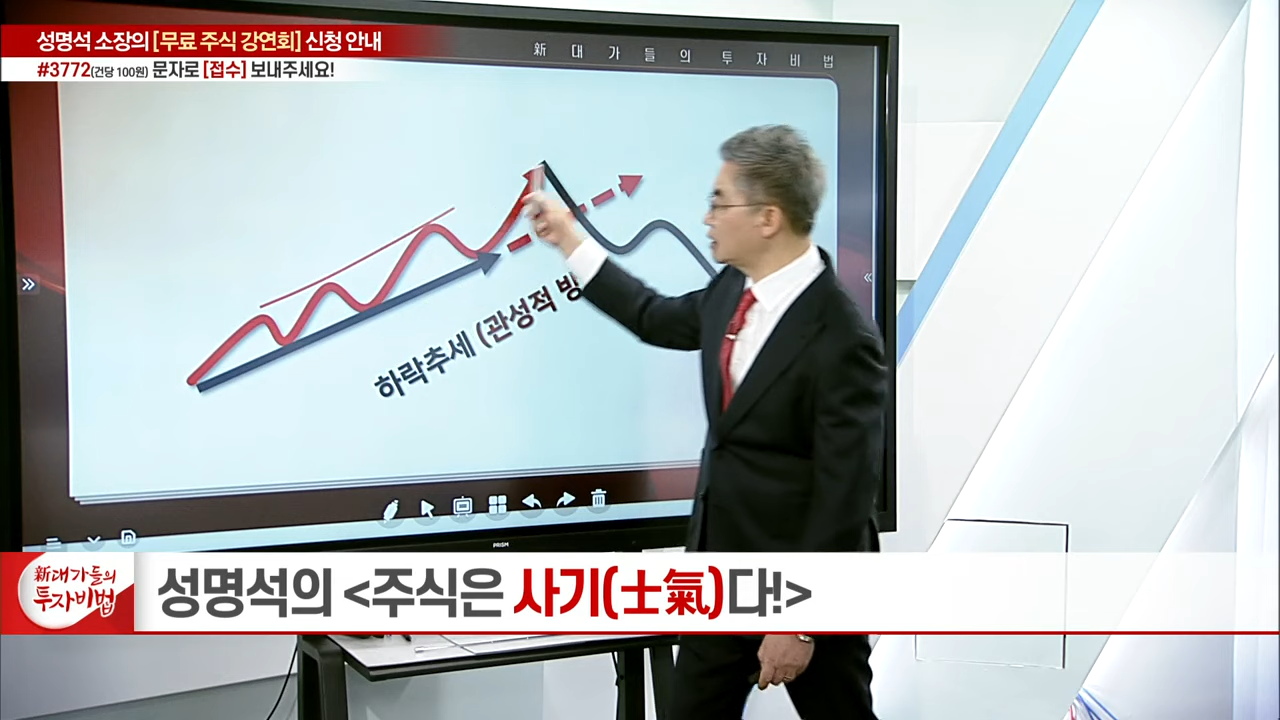 성명석 소장의 [무료 주식 강연회] 신청 안내
#3772(건당 100원) 문자로 [접수] 보내주세요!
新 대가들의 투자비법
하락추세 (관성적 방
PRISM
新대가들의
투자비법
성명석의 <주식은 사기(士氣)다!>